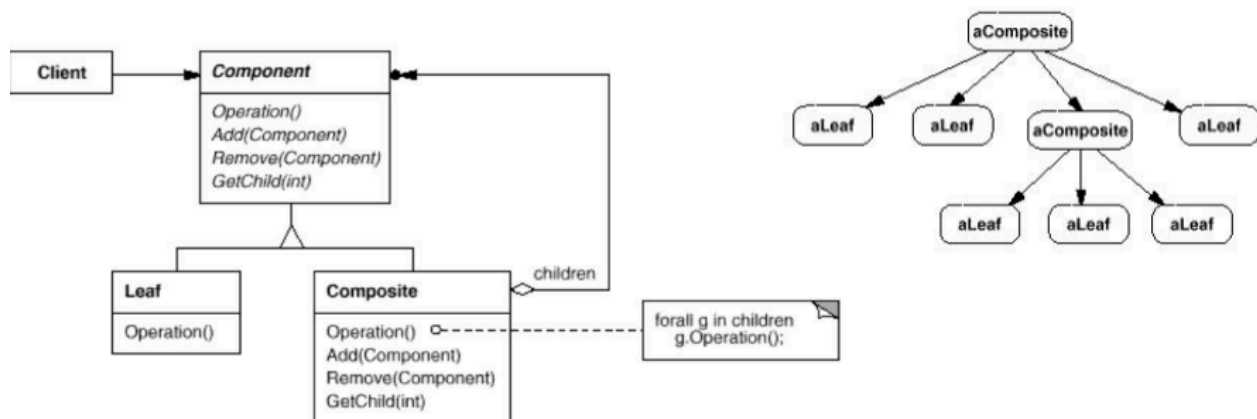 Client
Component
Operation()
Add(Component)
Remove(Component)
GetChild(int)
Leaf
Operation()
Composite
Operation()
Add(Component)
Remove(Component)
GetChild(int)
children
forall g in children
g.Operation();
aComposite
aLeaf
aLeaf
aComposite
aLeaf
aLeaf
aLeaf
aLeaf